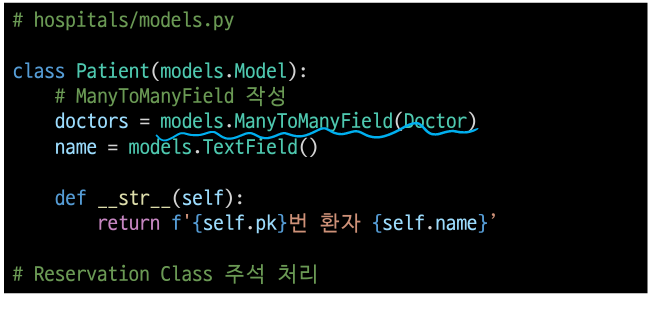 # hospitals/models.py
class Patient(models.Model):
# ManyToManyField 작성
doctors = models.ManyToManyField(Doctor)
name = models.TextField()
def __str__(self):
return f'{self.pk}번 환자 {self.name}’
# Reservation Class 주석 처리